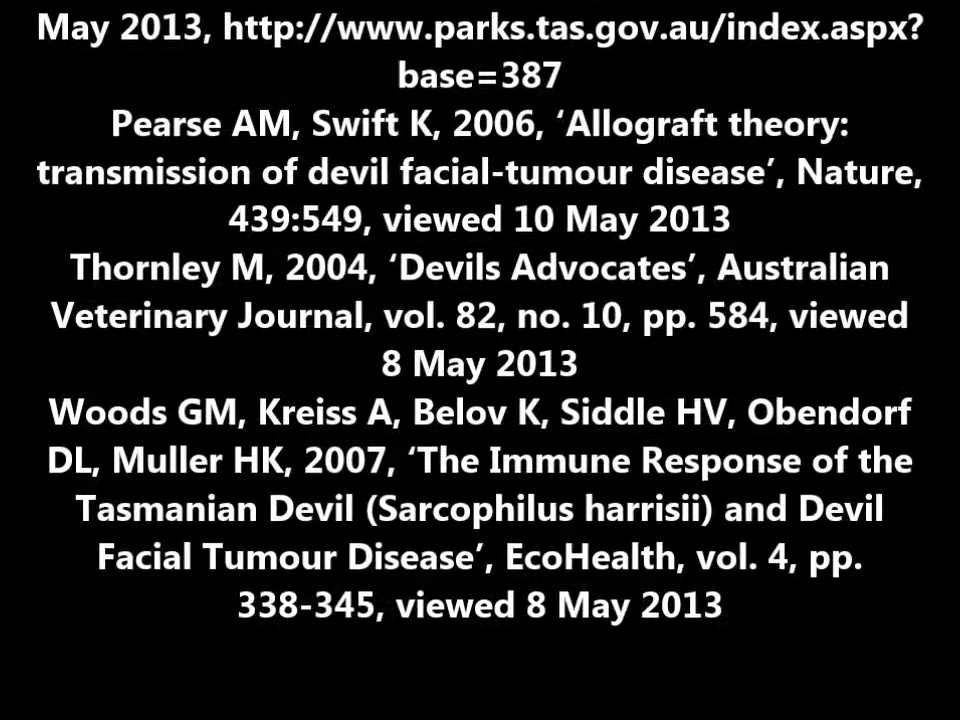 May 2013, http://www.parks.tas.gov.au/index.aspx?
base=387
Pearse AM, Swift K, 2006, ‘Allograft theory:
transmission of devil facial-tumour disease’, Nature,
439:549, viewed 10 May 2013
Thornley M, 2004, ‘Devils Advocates’, Australian
Veterinary Journal, vol. 82, no. 10, pp. 584, viewed
8 May 2013
Woods GM, Kreiss A, Belov K, Siddle HV, Obendorf
DL, Muller HK, 2007, ‘The Immune Response of the
Tasmanian Devil (Sarcophilus harrisii) and Devil
Facial Tumour Disease’, EcoHealth, vol. 4, pp.
338-345, viewed 8 May 2013